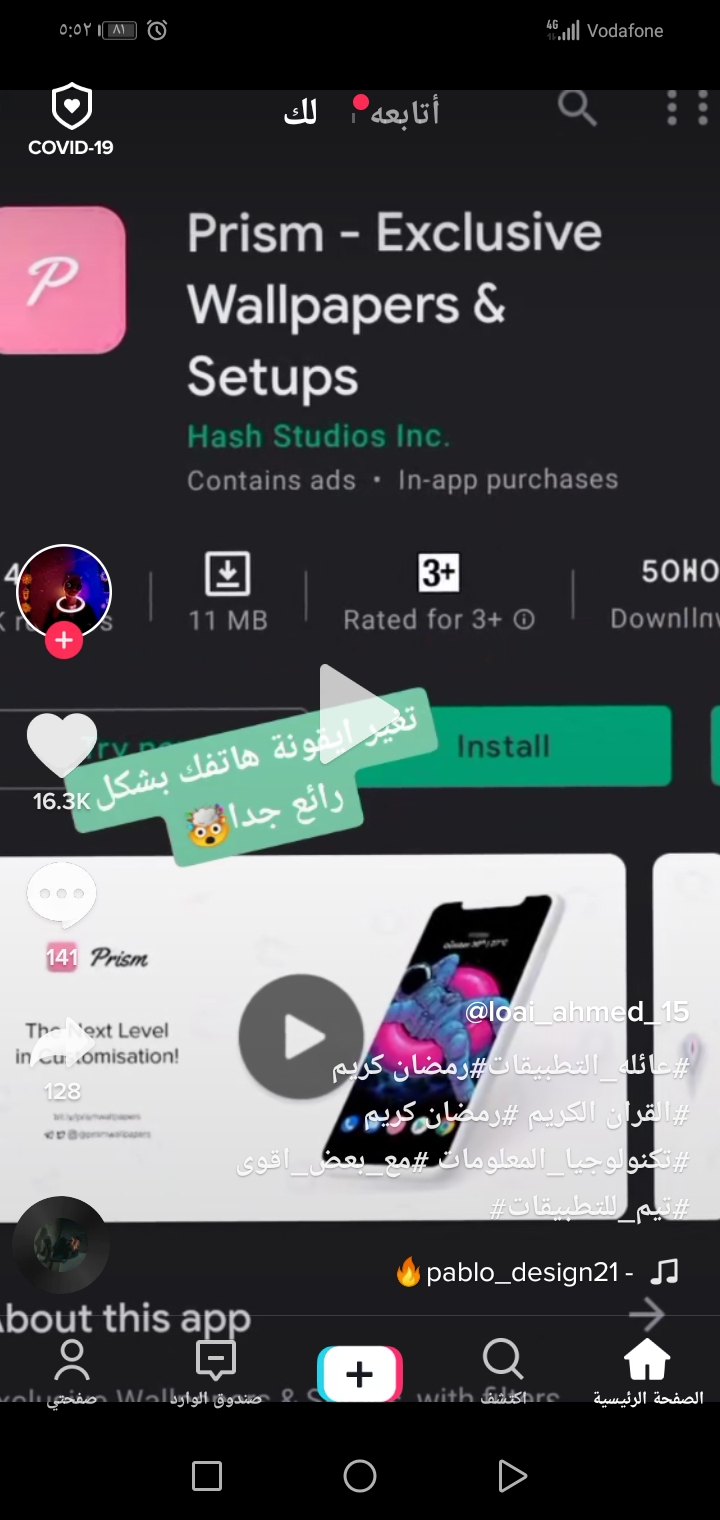 ٥:٥٢
٨١
4G
Vodafone
COVID-19
لك
أتابعه
P
Prism - Exclusive
Wallpapers &
Setups
Hash Studios Inc.
Contains ads • In-app purchases
11 MB
3+
Rated for 3+
Install
تغير ايقونة هاتفك بشكل
رائع جدا🤯
16.3K
141
Prism
The Next Level
in Customisation!
128
@loai_ahmed_15
#عائله_التطبيقات#رمضان كريم
#القران الكريم #رمضان كريم
#تكنولوجيا_المعلومات #مع_بعض_اقوى
#تيم_للتطبيقات#
🔥pablo_design21 -
About this app
صفحتي
صندوق الوارد
اكتشف
الصفحة الرئيسية